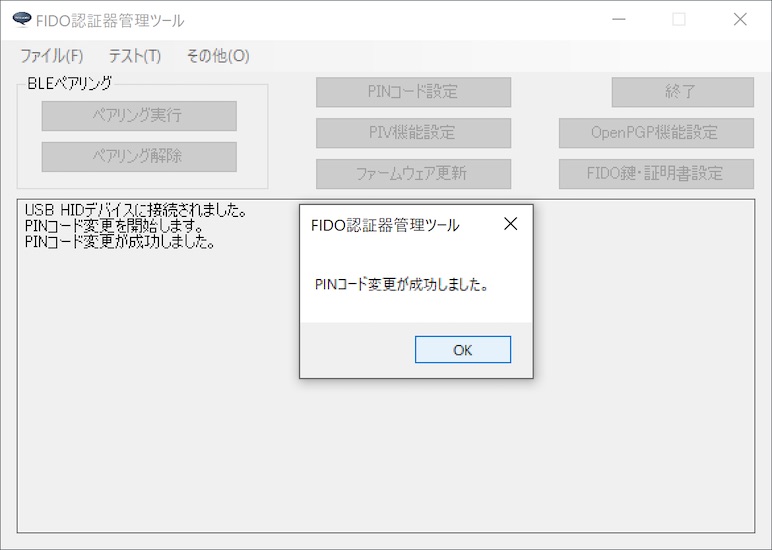 FIDO認証器管理ツール
ファイル(F) テスト(T) その他(O)
BLEペアリング
ペアリング実行
ペアリング解除
PINコード設定
終了
PIV機能設定
OpenPGP機能設定
ファームウェア更新
FIDO鍵・証明書設定
USB HIDデバイスに接続されました。
PINコード変更を開始します。
PINコード変更が成功しました。
FIDO認証器管理ツール
PINコード変更が成功しました。
OK